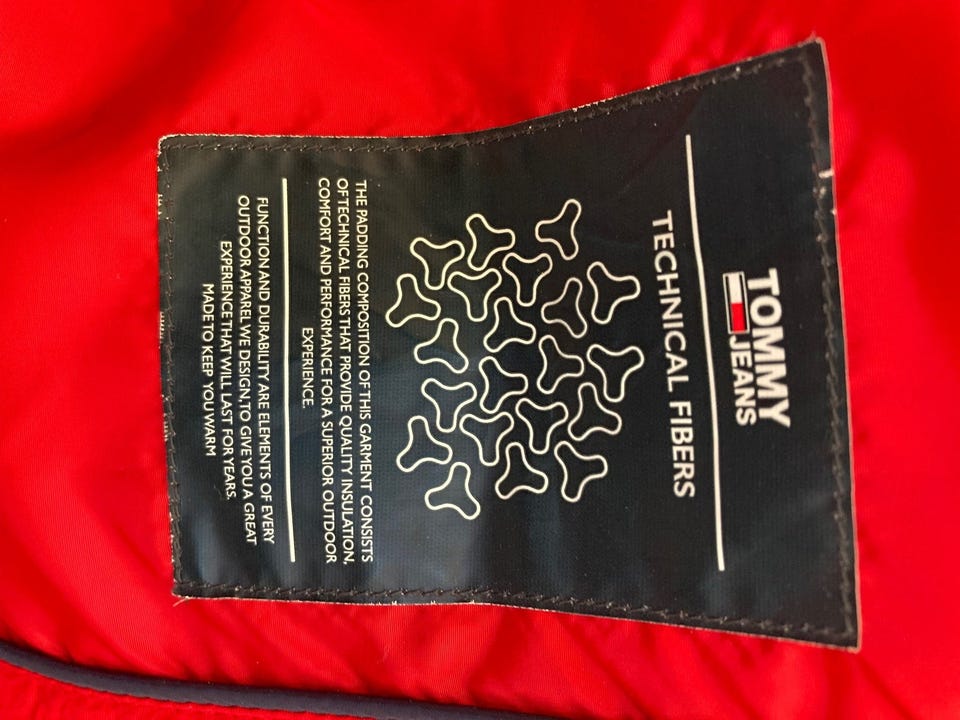 TOMMY
JEANS
TECHNICAL FIBERS
THE PADDING COMPOSITION OF THIS GARMENT CONSISTS
OF TECHNICAL FIBERS THAT PROVIDE QUALITY INSULATION,
COMFORT AND PERFORMANCE FOR A SUPERIOR OUTDOOR
EXPERIENCE.
FUNCTION AND DURABILITY ARE ELEMENTS OF EVERY
OUTDOOR APPAREL WE DESIGN, TO GIVE YOU A GREAT
EXPERIENCE THAT WILL LAST FOR YEARS.
MADE TO KEEP YOU WARM